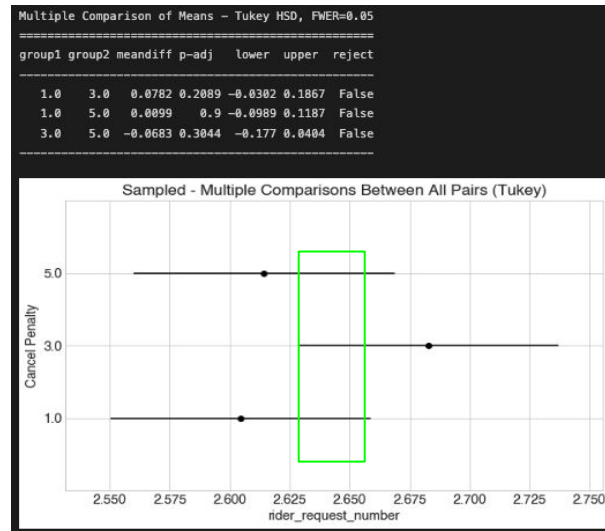 Multiple Comparison of Means - Tukey HSD, FWER=0.05
====================================================
group1 group2 meandiff p-adj lower upper reject
----------------------------------------------------
1.0 3.0 0.0782 0.2089 -0.0302 0.1867 False
1.0 5.0 0.0099 0.9 -0.0989 0.1187 False
3.0 5.0 -0.0683 0.3044 -0.177 0.0404 False
----------------------------------------------------
Sampled - Multiple Comparisons Between All Pairs (Tukey)
5.0
3.0
1.0
Cancel Penalty
2.550 2.575 2.600 2.625 2.650 2.675 2.700 2.725 2.750
rider_request_number